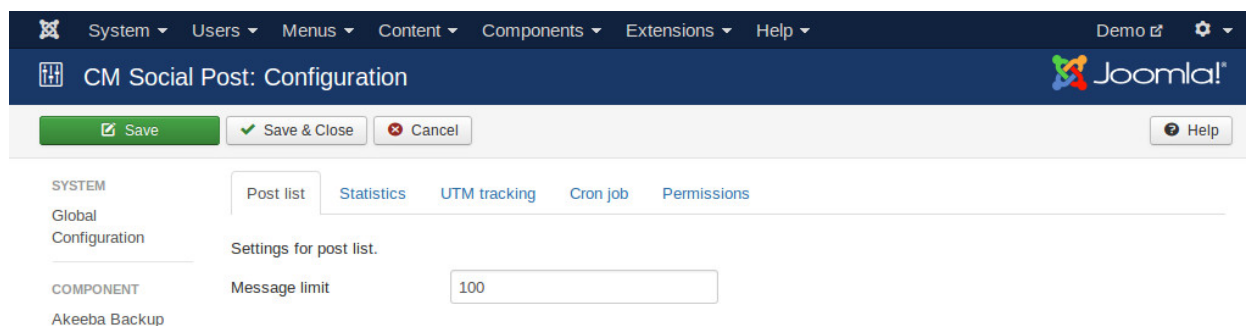 System Users Menus Content Components Extensions Help Demo
CM Social Post: Configuration Joomla!®
Save Save & Close Cancel Help
SYSTEM
Global
Configuration
COMPONENT
Akeeba Backup
Post list Statistics UTM tracking Cron job Permissions
Settings for post list.
Message limit 100